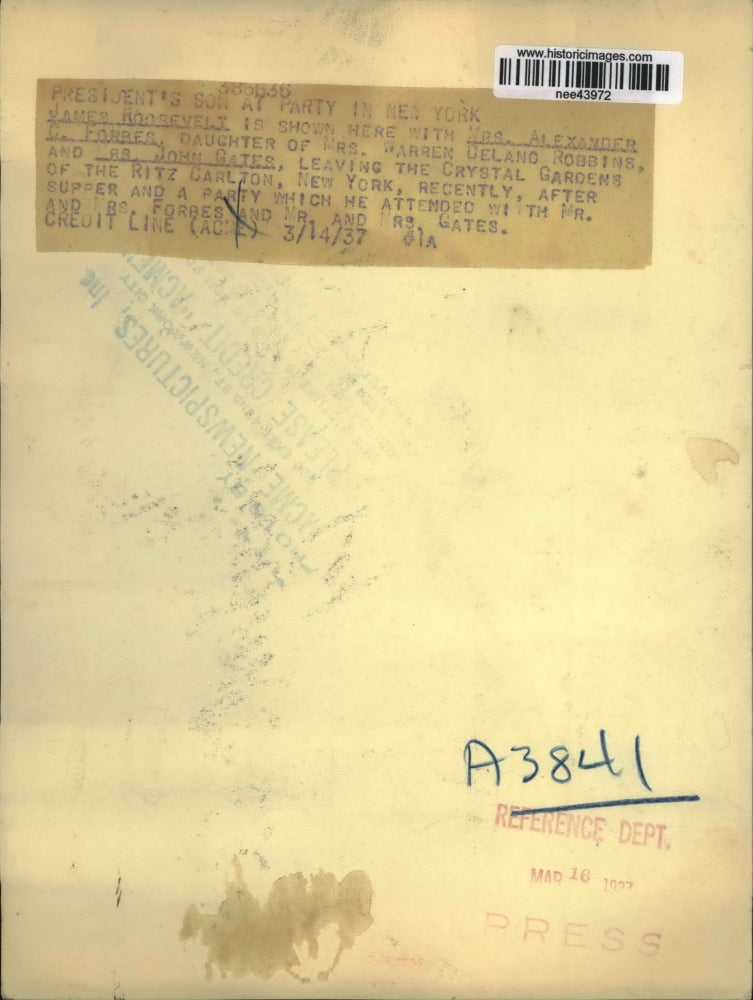 www.historicimages.com
nee43972
385636
PRESIDENT'S SON AT PARTY IN NEW YORK
JAMES ROOSEVELT IS SHOWN HERE WITH MRS. ALEXANDER
D. FORBES, DAUGHTER OF MRS. WARREN DELANO ROBBINS,
AND MRS. JOHN GATES, LEAVING THE CRYSTAL GARDENS
OF THE RITZ CARLTON, NEW YORK, RECENTLY, AFTER
SUPPER AND A PARTY WHICH HE ATTENDED WITH MR.
AND MRS. FORBES AND MR. AND MRS. GATES.
CREDIT LINE (ACME) 3/14/37 #1A
PHOTO BY
ACME NEWSPICTURES, Inc
PLEASE CREDIT "ACME"
A3841
REFERENCE DEPT.
MAR 16 1937
PRESS